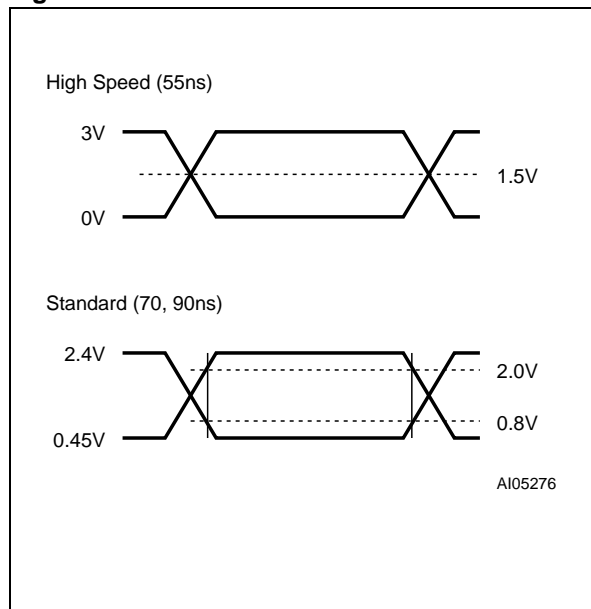 High Speed (55ns)
3V
1.5V
0V
Standard (70, 90ns)
2.4V
2.0V
0.8V
0.45V
AI05276